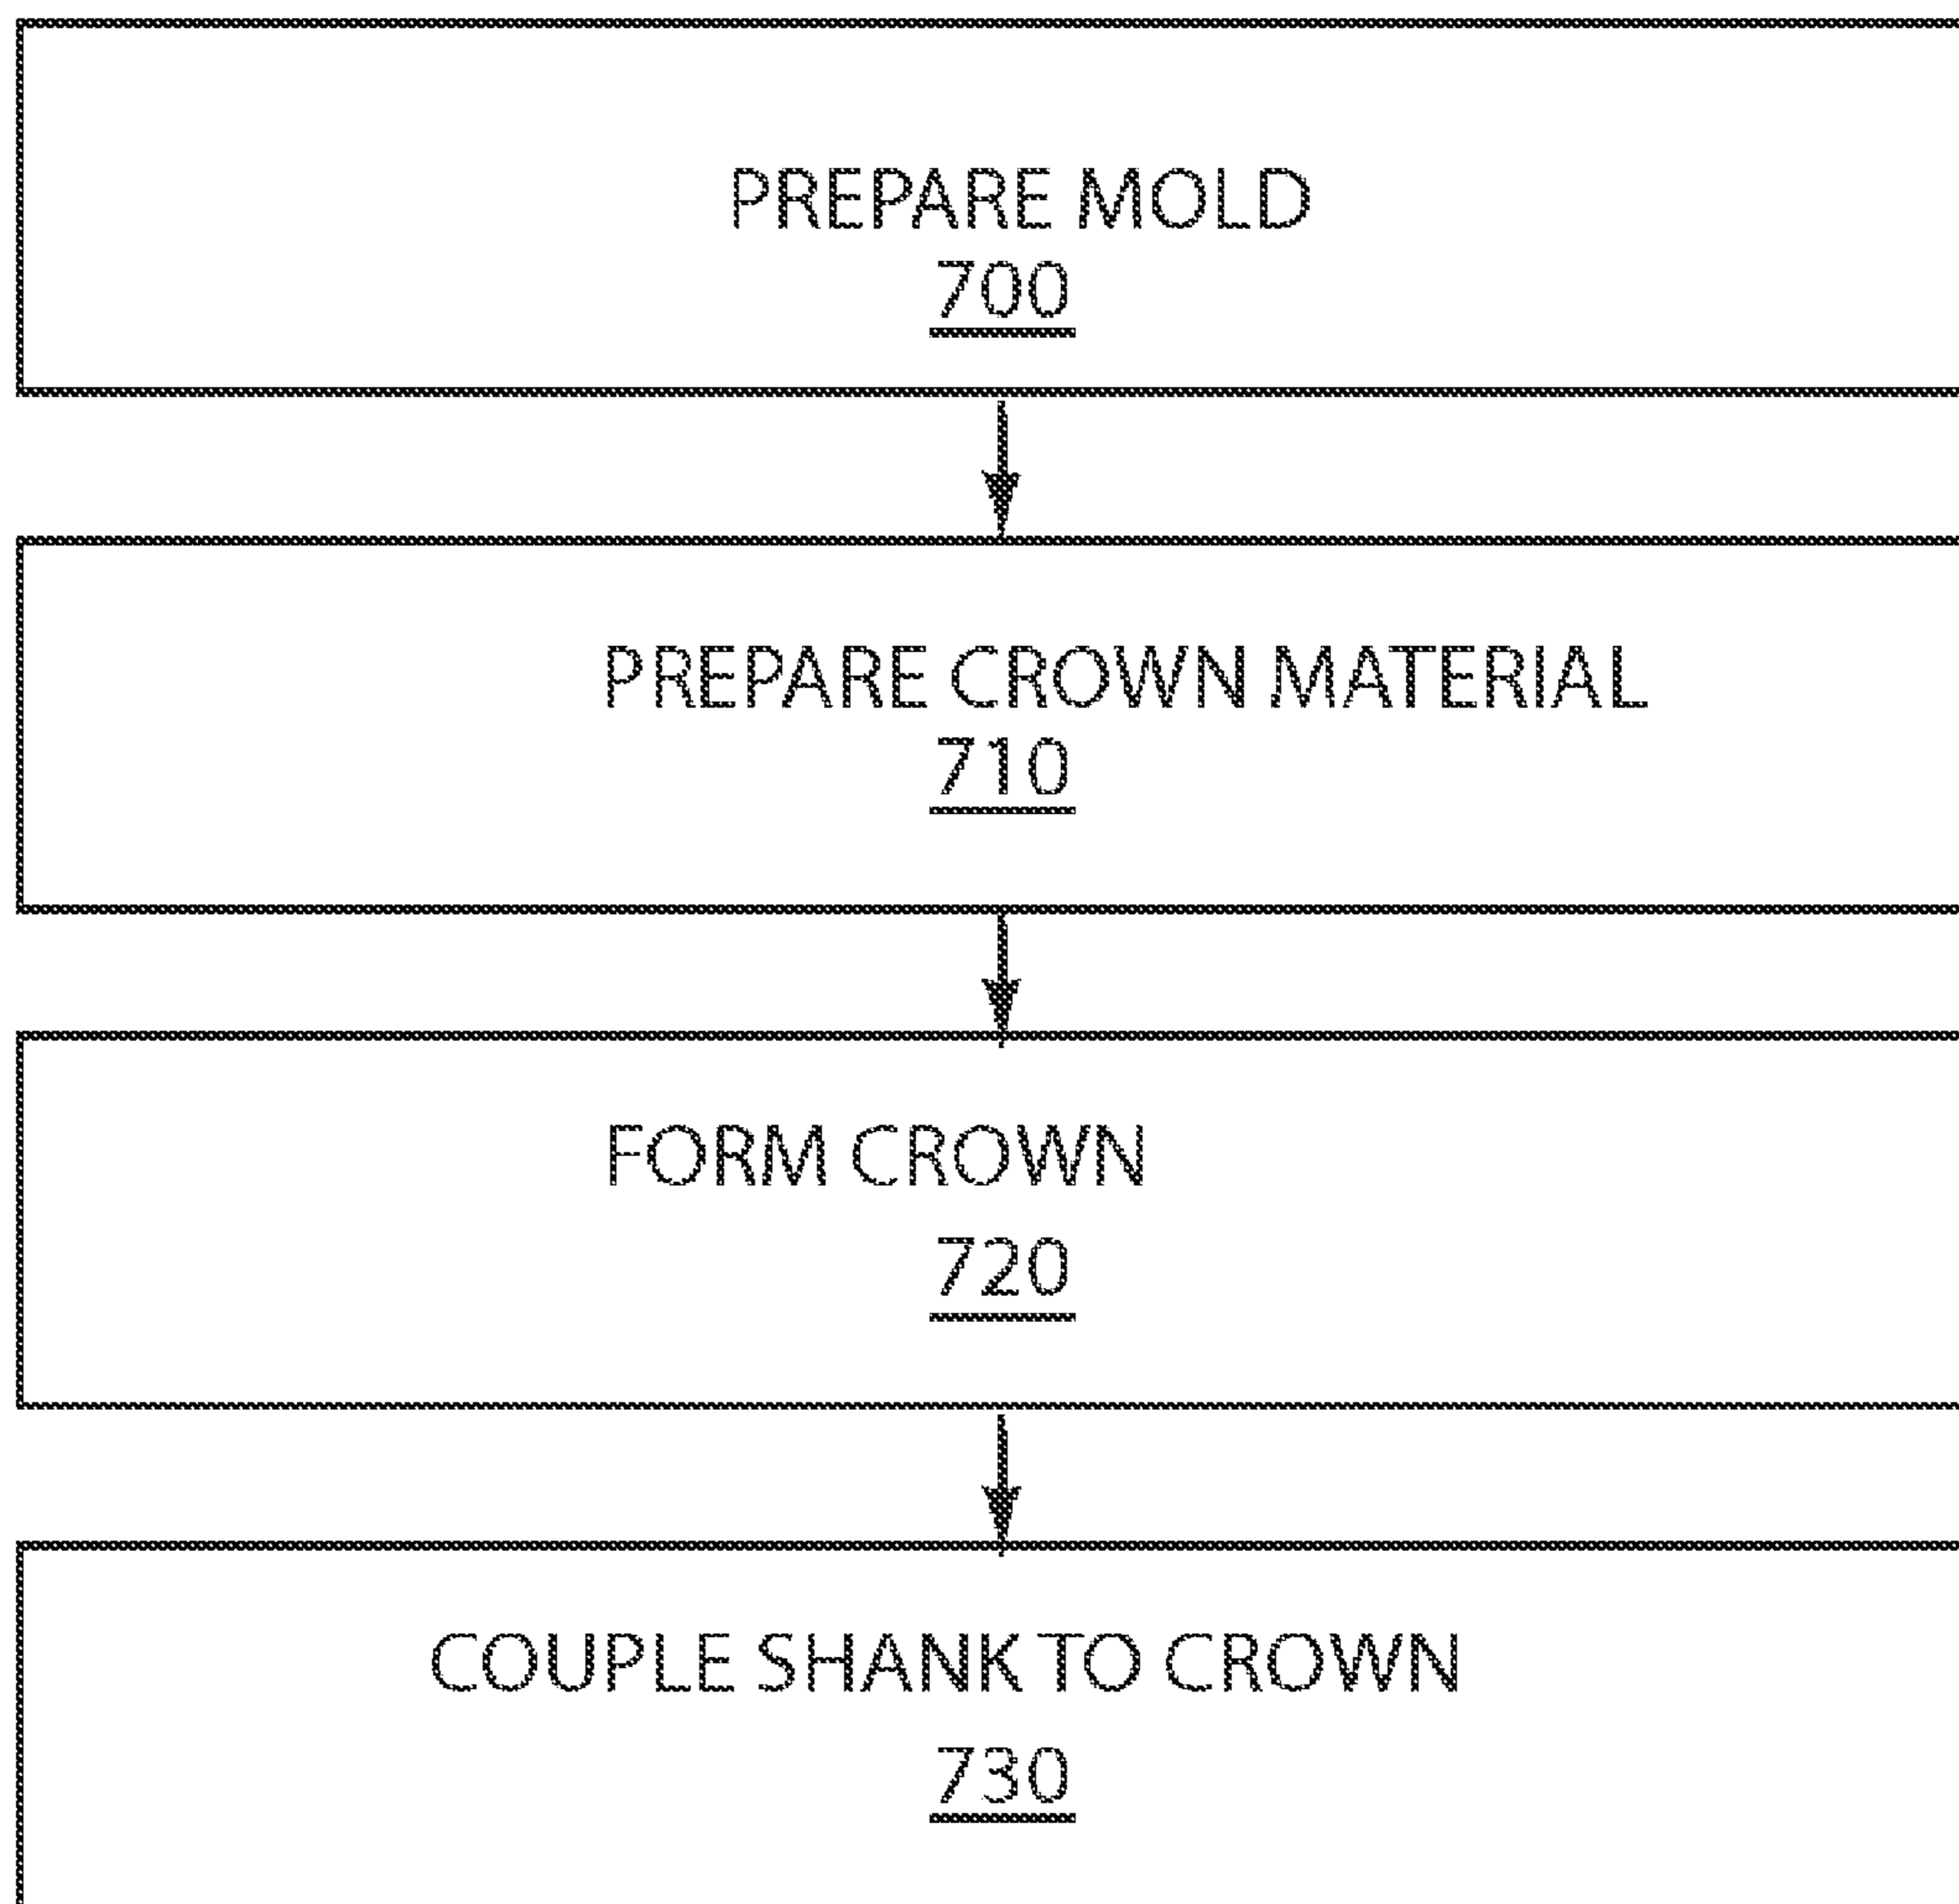 PREPARE MOLD
700
PREPARE CROWN MATERIAL
710
FORM CROWN
720
COUPLE SHANK TO CROWN
730